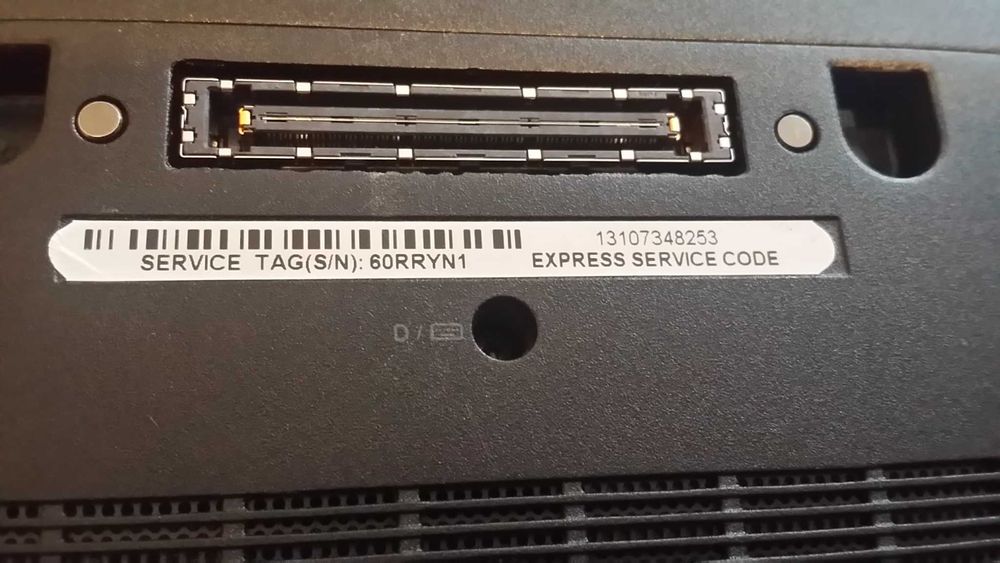 13107348253
SERVICE TAG(S/N): 60RRYN1 EXPRESS SERVICE CODE
D /